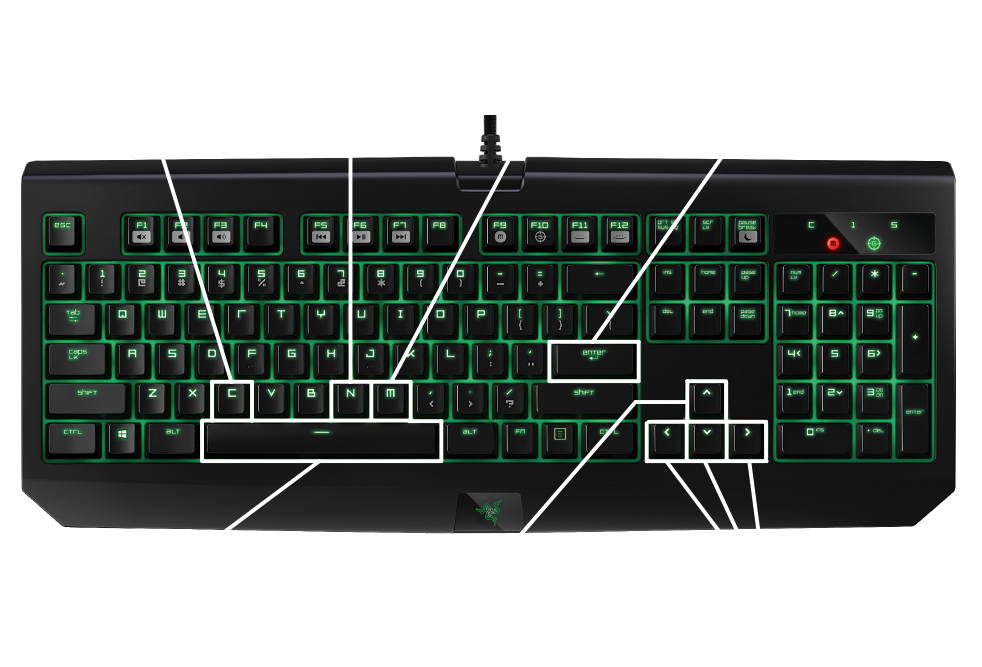 esc F1 F2 F3 F4 F5 F6 F7 F8 F9 F10 F11 F12 scr lk pause break C 1 S
1 ! 2 @ 3 # 4 $ 5 % 6 ^ 7 8 * 9 ( 0 ) - _ = + ← ins home page up num lk / * -
tab Q W E R T Y U I O P [ { ] } \ del end page down 7 home 8 9 pg up +
caps lk A S D F G H J K L ; : ' " enter 4 5 6
shift Z X C V B N M , < . > / ? shift 1 end 2 3 pg dn enter
ctrl alt alt FN ctrl 0 ins . del